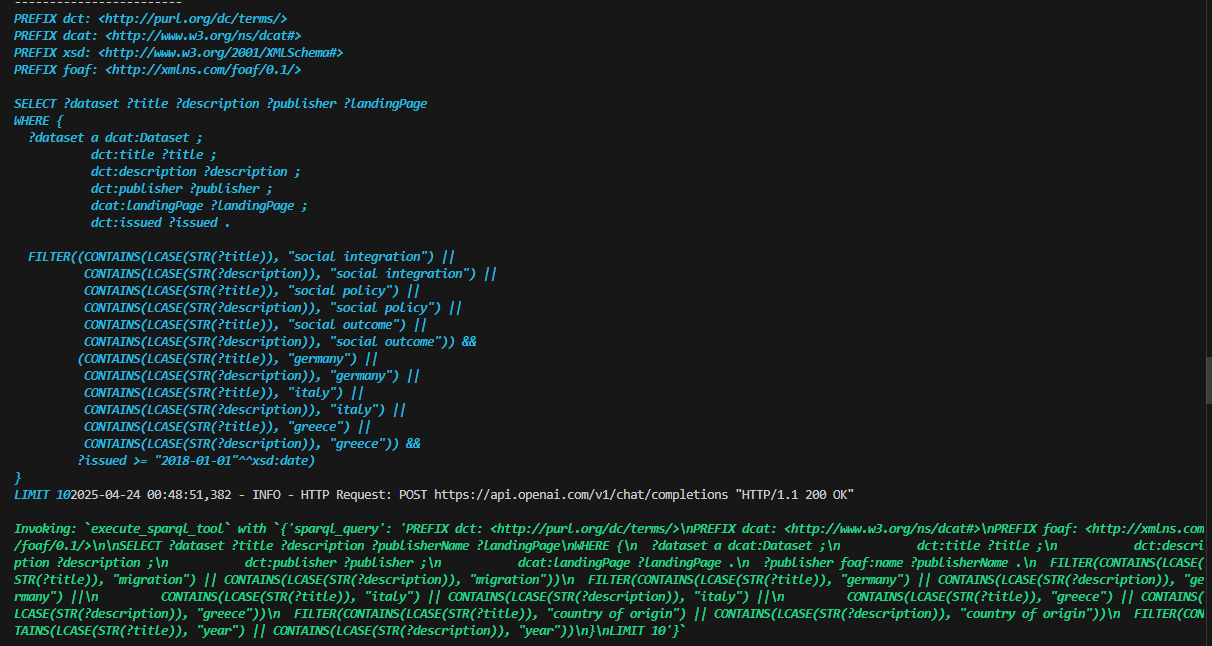 ------------------------
PREFIX dct: <http://purl.org/dc/terms/>
PREFIX dcat: <http://www.w3.org/ns/dcat#>
PREFIX xsd: <http://www.w3.org/2001/XMLSchema#>
PREFIX foaf: <http://xmlns.com/foaf/0.1/>

SELECT ?dataset ?title ?description ?publisher ?landingPage
WHERE {
  ?dataset a dcat:Dataset ;
           dct:title ?title ;
           dct:description ?description ;
           dct:publisher ?publisher ;
           dcat:landingPage ?landingPage ;
           dct:issued ?issued .

  FILTER((CONTAINS(LCASE(STR(?title)), "social integration") ||
          CONTAINS(LCASE(STR(?description)), "social integration") ||
          CONTAINS(LCASE(STR(?title)), "social policy") ||
          CONTAINS(LCASE(STR(?description)), "social policy") ||
          CONTAINS(LCASE(STR(?title)), "social outcome") ||
          CONTAINS(LCASE(STR(?description)), "social outcome")) &&
         (CONTAINS(LCASE(STR(?title)), "germany") ||
          CONTAINS(LCASE(STR(?description)), "germany") ||
          CONTAINS(LCASE(STR(?title)), "italy") ||
          CONTAINS(LCASE(STR(?description)), "italy") ||
          CONTAINS(LCASE(STR(?title)), "greece") ||
          CONTAINS(LCASE(STR(?description)), "greece")) &&
         ?issued >= "2018-01-01"^^xsd:date)
}
LIMIT 102025-04-24 00:48:51,382 - INFO - HTTP Request: POST https://api.openai.com/v1/chat/completions "HTTP/1.1 200 OK"

Invoking: `execute_sparql_tool` with `{'sparql_query': 'PREFIX dct: <http://purl.org/dc/terms/>\nPREFIX dcat: <http://www.w3.org/ns/dcat#>\nPREFIX foaf: <http://xmlns.com
/foaf/0.1/>\n\nSELECT ?dataset ?title ?description ?publisherName ?landingPage\nWHERE {\n  ?dataset a dcat:Dataset ;\n           dct:title ?title ;\n           dct:descri
ption ?description ;\n           dct:publisher ?publisher ;\n           dcat:landingPage ?landingPage .\n  ?publisher foaf:name ?publisherName .\n  FILTER(CONTAINS(LCASE(
STR(?title)), "migration") || CONTAINS(LCASE(STR(?description)), "migration"))\n  FILTER(CONTAINS(LCASE(STR(?title)), "germany") || CONTAINS(LCASE(STR(?description)), "ge
rmany") ||\n         CONTAINS(LCASE(STR(?title)), "italy") || CONTAINS(LCASE(STR(?description)), "italy") ||\n         CONTAINS(LCASE(STR(?title)), "greece") || CONTAINS(
LCASE(STR(?description)), "greece"))\n  FILTER(CONTAINS(LCASE(STR(?title)), "country of origin") || CONTAINS(LCASE(STR(?description)), "country of origin"))\n  FILTER(CON
TAINS(LCASE(STR(?title)), "year") || CONTAINS(LCASE(STR(?description)), "year"))\n}\nLIMIT 10'}`